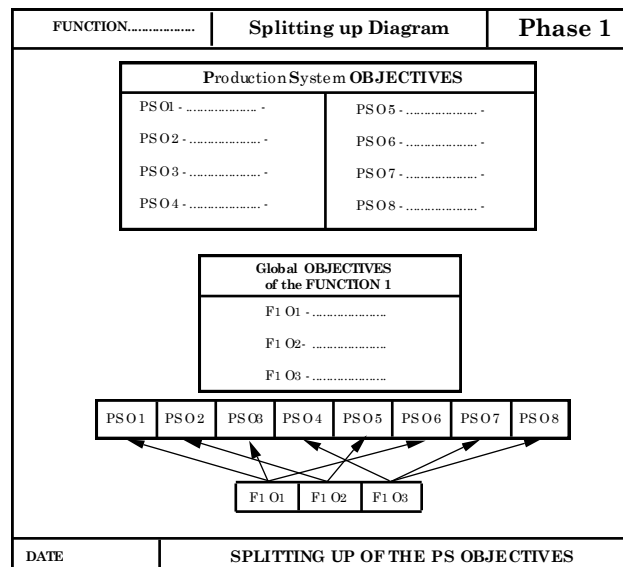 FUNCTION................... Splitting up Diagram Phase 1
Production System OBJECTIVES
PSO1 - .................... -
PSO2 - .................... -
PSO3 - .................... -
PSO4 - .................... -
PSO5 - .................... -
PSO6 - .................... -
PSO7 - .................... -
PSO8 - .................... -
Global OBJECTIVES
of the FUNCTION 1
F1 O1 - .....................
F1 O2- .....................
F1 O3 - .....................
PSO1 PSO2 PSO3 PSO4 PSO5 PSO6 PSO7 PSO8
F1 O1 F1 O2 F1 O3
DATE SPLITTING UP OF THE PS OBJECTIVES